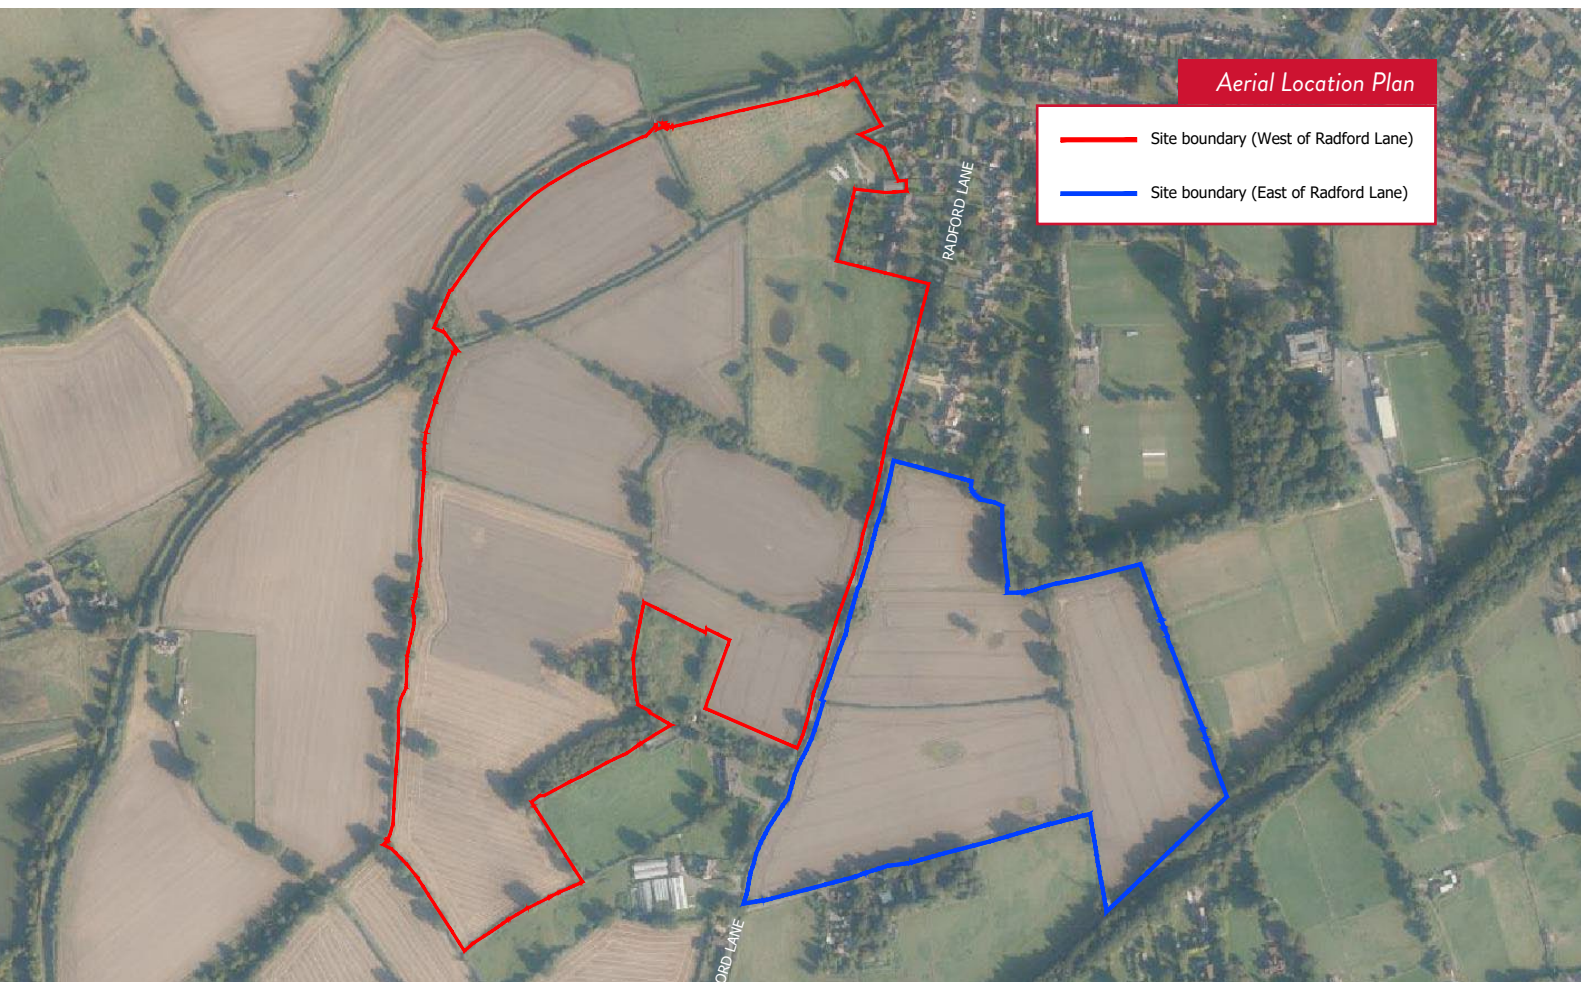 Aerial Location Plan
Site boundary (West of Radford Lane)
Site boundary (East of Radford Lane)
RADFORD LANE
ORD LANE